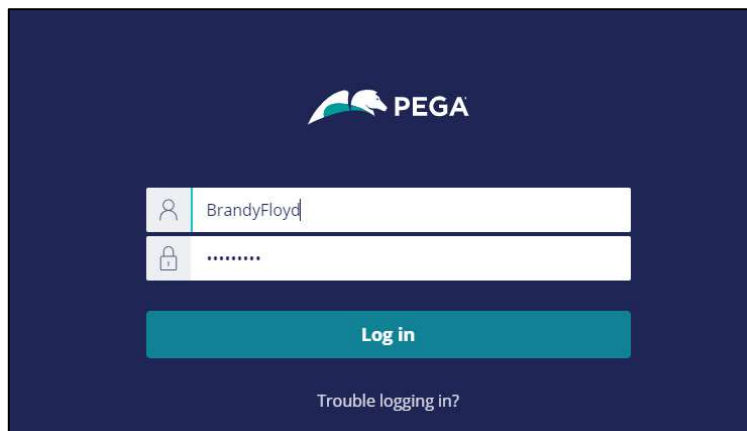 PEGA
BrandyFloyd
•••••••••
Log in
Trouble logging in?